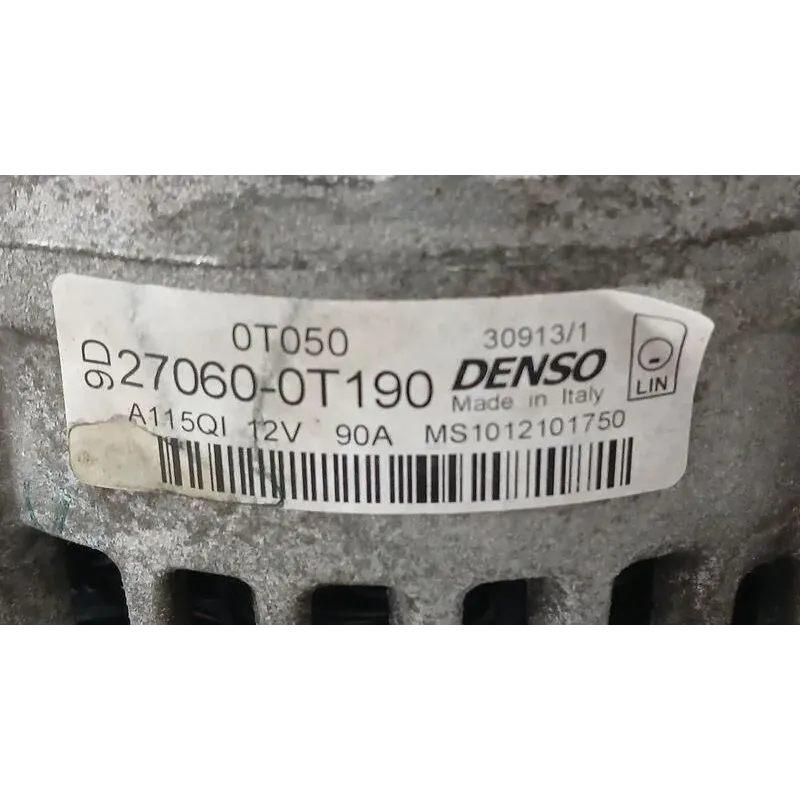 0T050 30913/1
9D 27060-0T190 DENSO
Made in Italy
LIN
A115QI 12V 90A MS1012101750